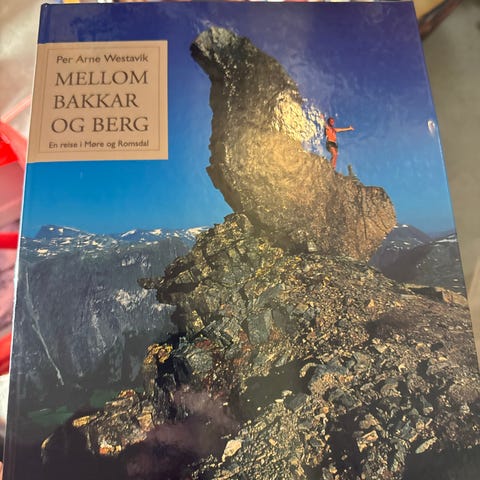 Per Arne Westavik
MELLOM
BAKKAR
OG BERG
En reise i Møre og Romsdal